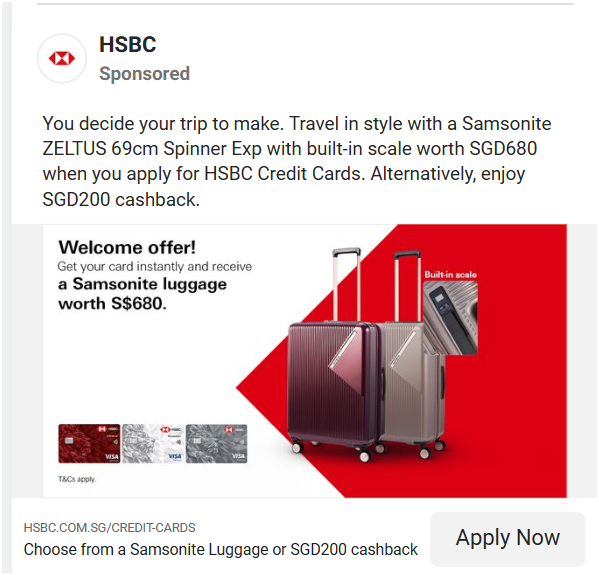 HSBC
Sponsored
You decide your trip to make. Travel in style with a Samsonite
ZELTUS 69cm Spinner Exp with built-in scale worth SGD680
when you apply for HSBC Credit Cards. Alternatively, enjoy
SGD200 cashback.
Welcome offer!
Get your card instantly and receive
a Samsonite luggage
worth S$680.
Built-in scale
HSBC
VISA
HSBC
VISA
HSBC
VISA
T&Cs apply.
HSBC.COM.SG/CREDIT-CARDS
Choose from a Samsonite Luggage or SGD200 cashback
Apply Now